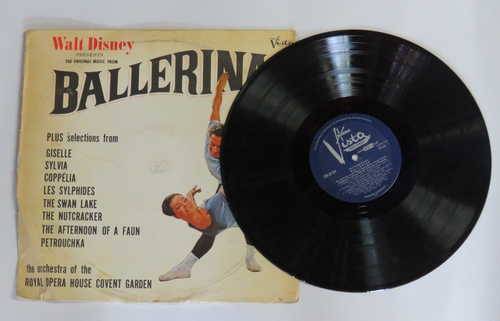 Walt Disney
PRESENTS
THE ORIGINAL MUSIC FROM
Vista
BALLERINA
PLUS selections from
GISELLE
SYLVIA
COPPÉLIA
LES SYLPHIDES
THE SWAN LAKE
THE NUTCRACKER
THE AFTERNOON OF A FAUN
PETROUCHKA
the orchestra of the
ROYAL OPERA HOUSE COVENT GARDEN
Vista